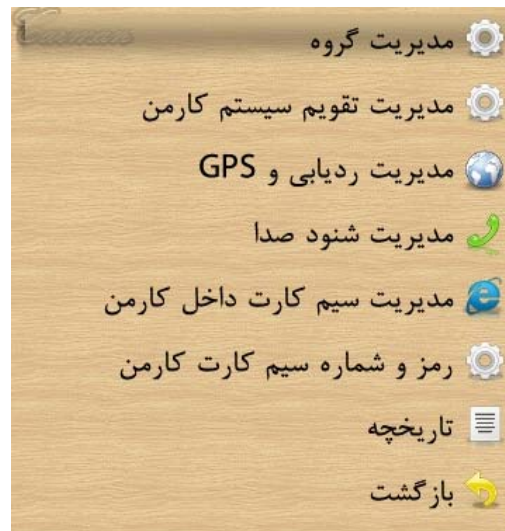 Carman
مدیریت گروه
مدیریت تقویم سیستم کارمن
مدیریت ردیابی و GPS
مدیریت شنود صدا
مدیریت سیم کارت داخل کارمن
رمز و شماره سیم کارت کارمن
تاریخچه
بازگشت